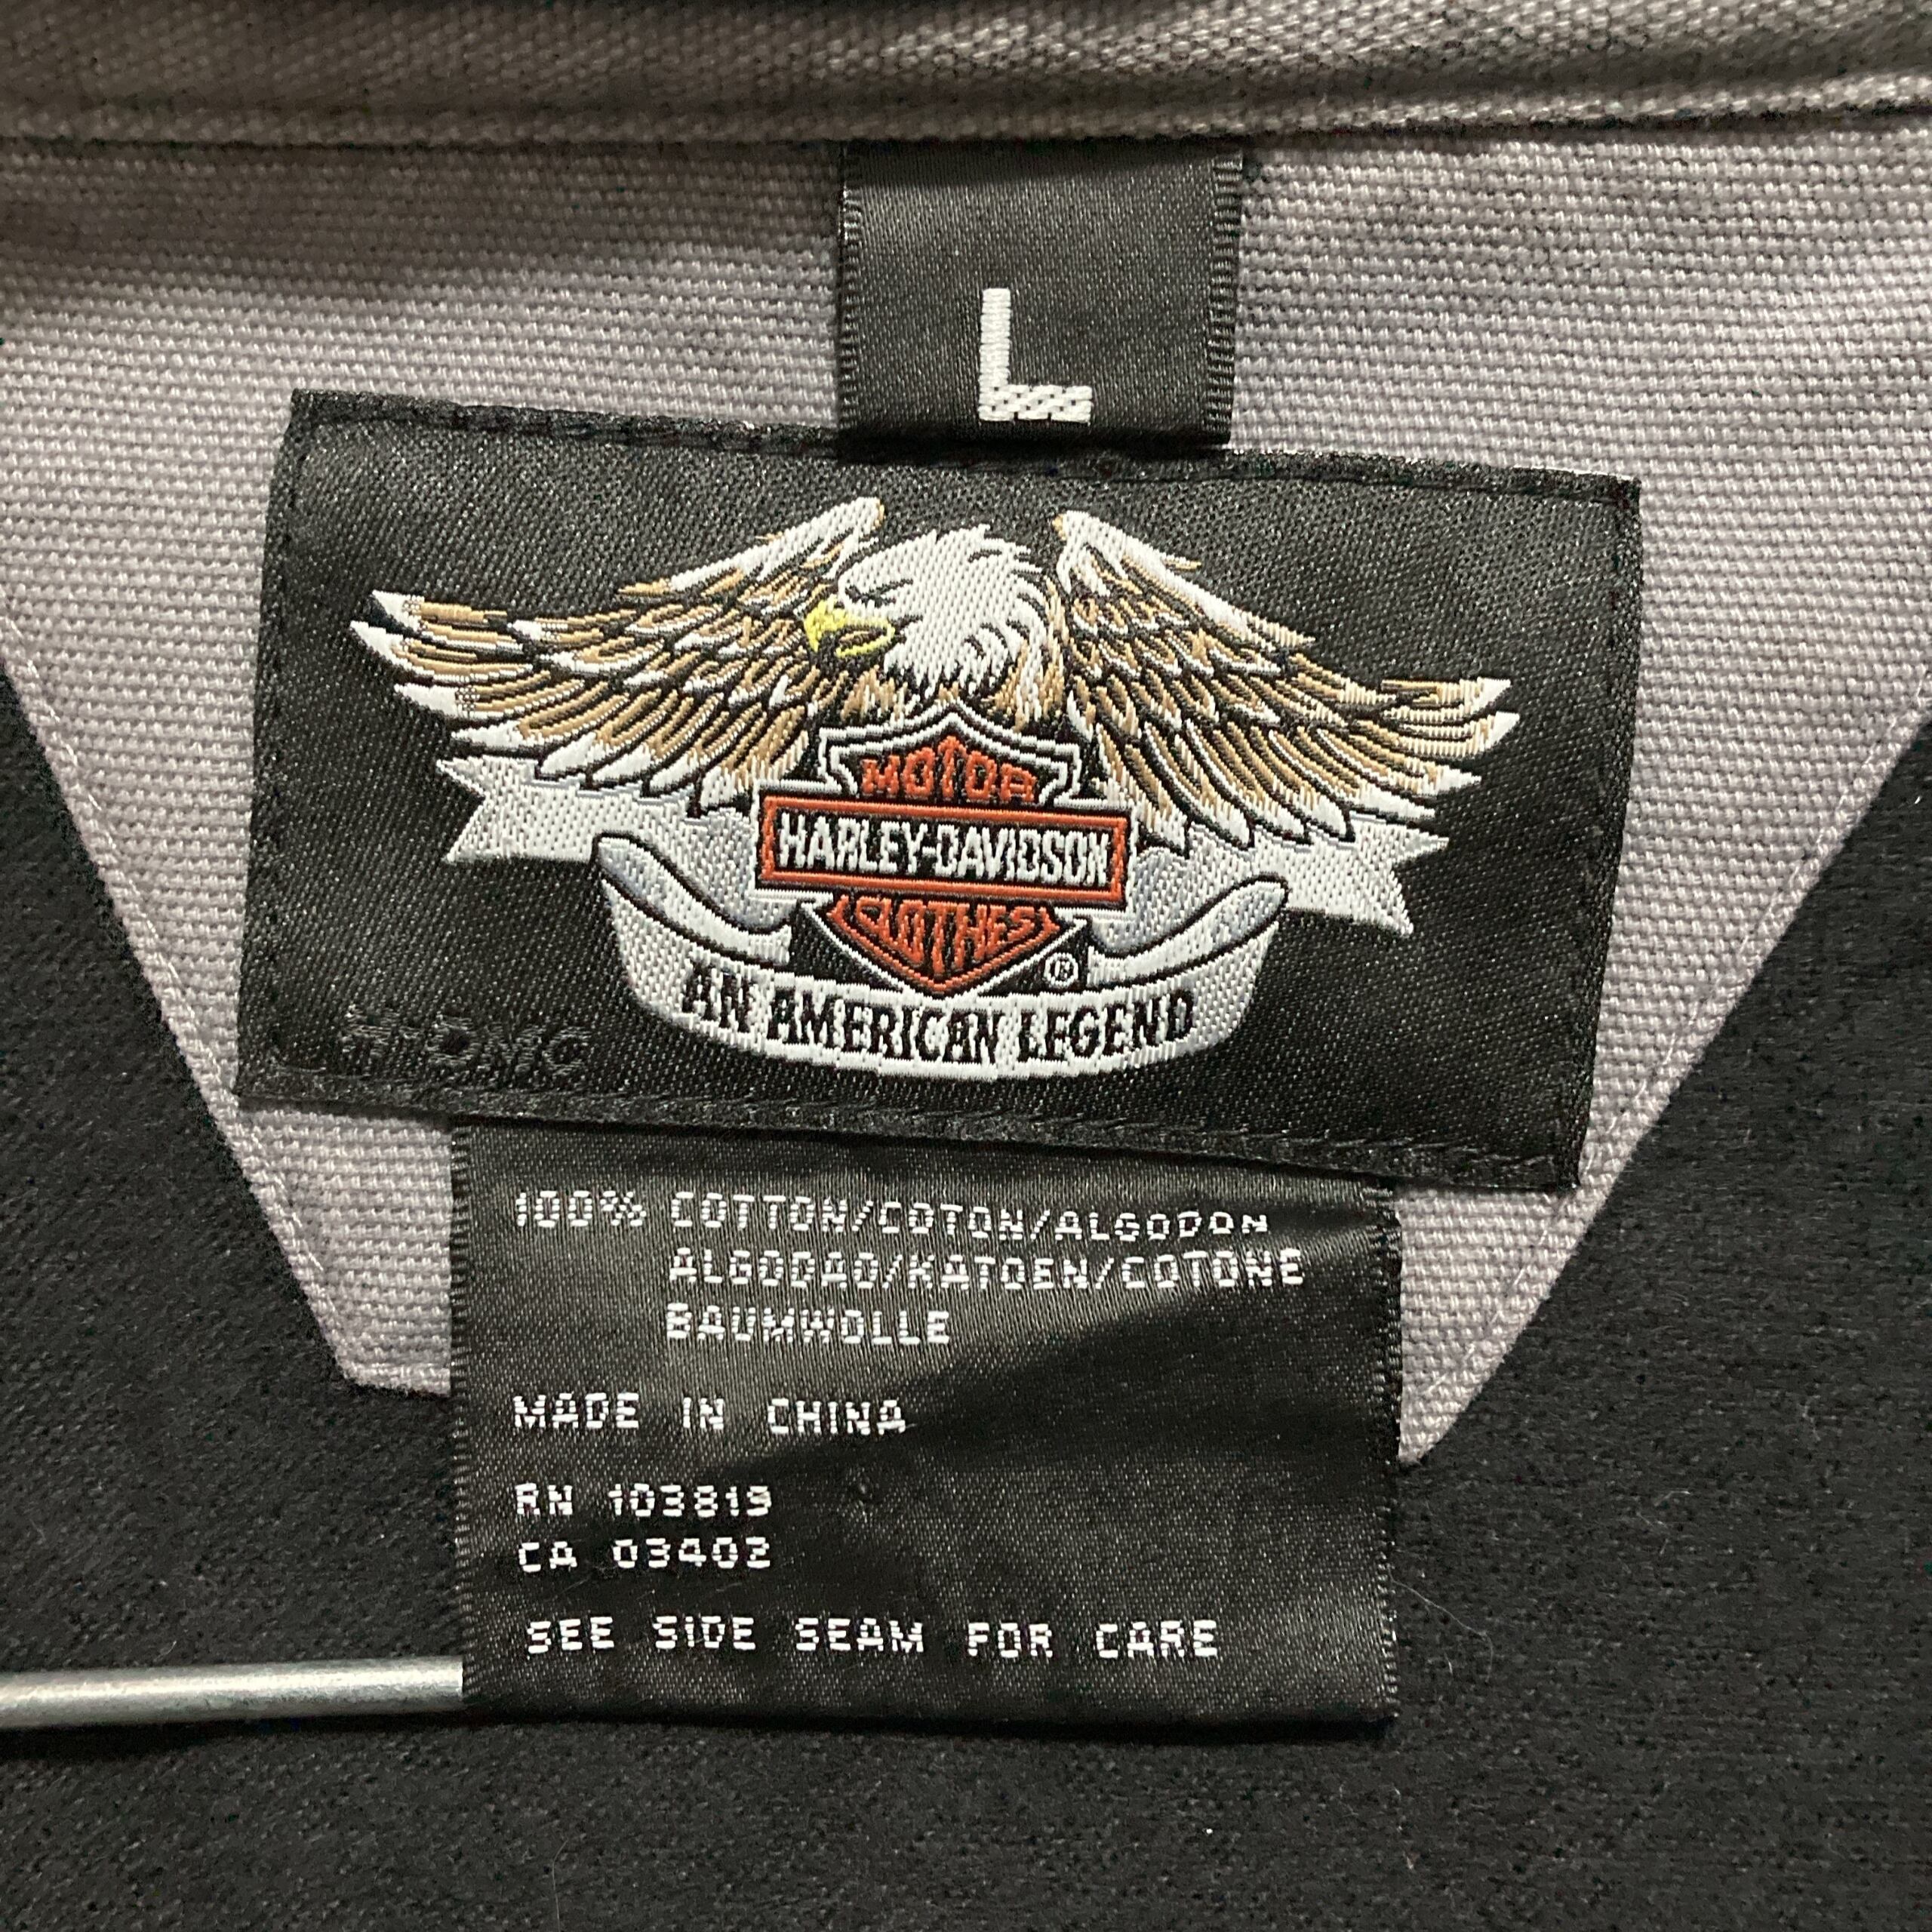 L
MOTOR
HARLEY-DAVIDSON
CLOTHES
®
AN AMERICAN LEGEND
H-DMC
100% COTTON/COTON/ALGODON
ALGODAO/KATOEN/COTONE
BAUMWOLLE
MADE IN CHINA
RN 103819
CA 03402
SEE SIDE SEAM FOR CARE